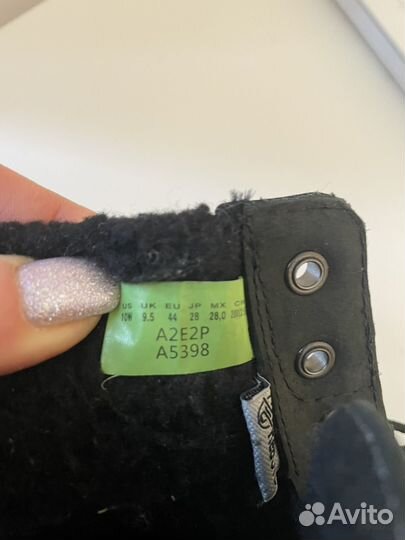 US UK EU JP MX
10W 9.5 44 28 28.0
A2E2P
A5398
Avito